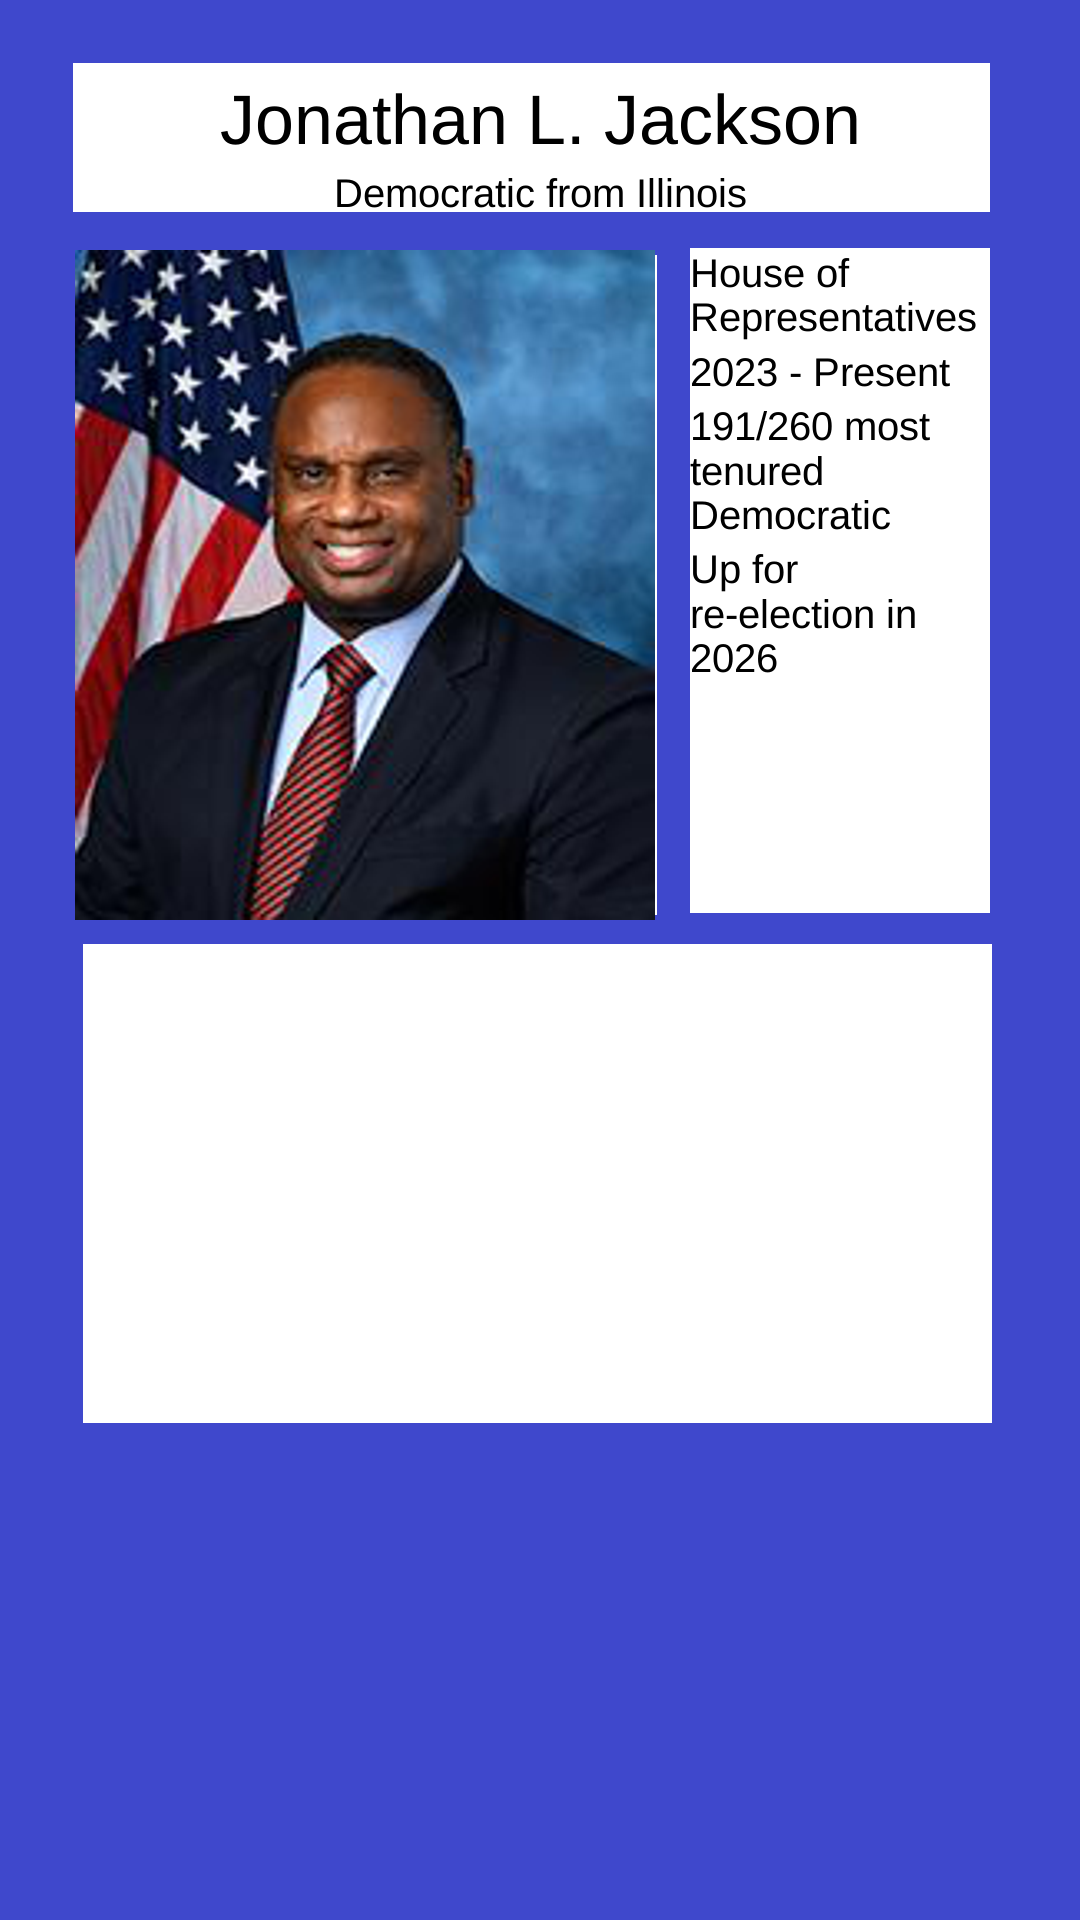 Jonathan L. Jackson
Democratic from Illinois
House of
Representatives
2023 - Present
191/260 most
tenured
Democratic
Up for
re-election in
2026